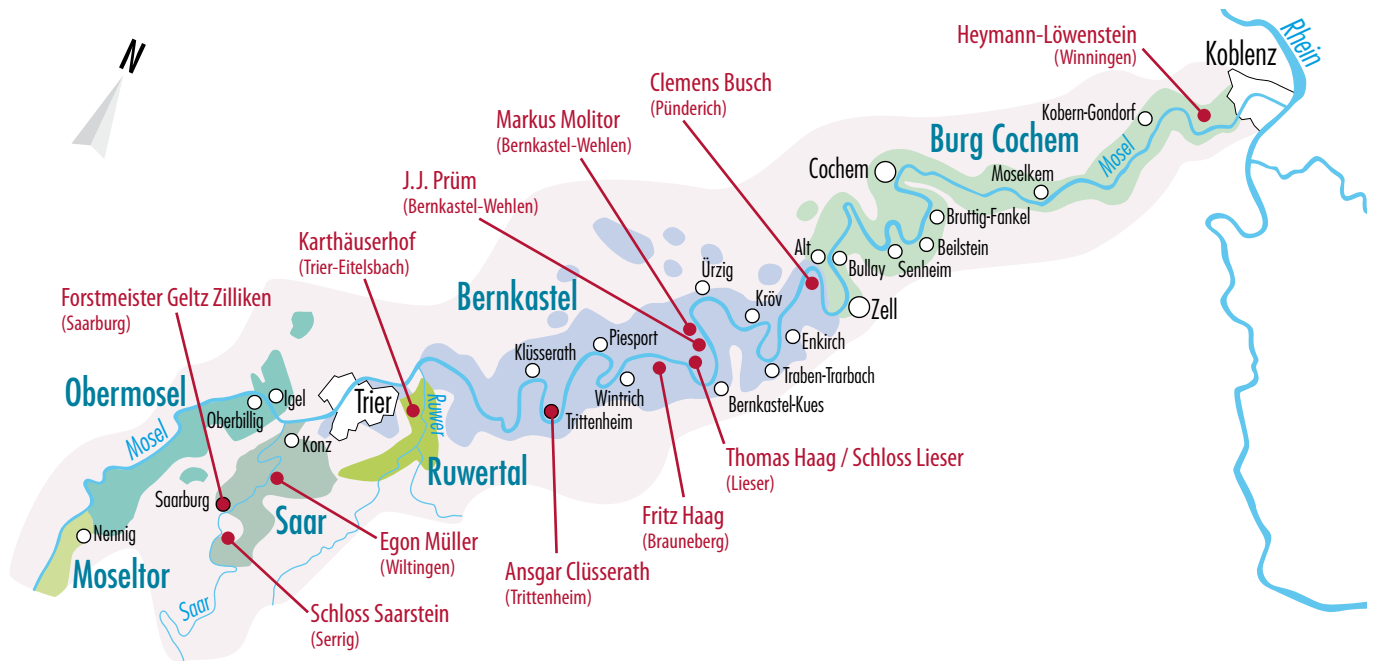 N
Heymann-Löwenstein
(Winningen)
Rhein
Koblenz
Clemens Busch
(Pünderich)
Markus Molitor
(Bernkastel-Wehlen)
Kobern-Gondorf
Burg Cochem
Mosel
Cochem
Moselkern
J.J. Prüm
(Bernkastel-Wehlen)
Bruttig-Fankel
Karthäuserhof
(Trier-Eitelsbach)
Alt
Beilstein
Bullay
Senheim
Ürzig
Forstmeister Geltz Zilliken
(Saarburg)
Bernkastel
Kröv
Zell
Piesport
Enkirch
Klüsserath
Traben-Trarbach
Obermosel
Igel
Wintrich
Bernkastel-Kues
Oberbillig
Trier
Ruwer
Trittenheim
Mosel
Konz
Thomas Haag / Schloss Lieser
(Lieser)
Ruwertal
Saarburg
Saar
Fritz Haag
(Brauneberg)
Nennig
Egon Müller
(Wiltingen)
Moseltor
Ansgar Clüsserath
(Trittenheim)
Saar
Schloss Saarstein
(Serrig)